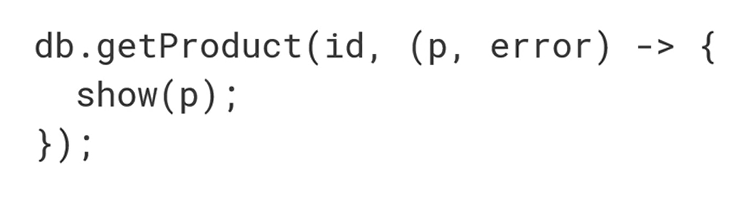 db.getProduct(id, (p, error) -> {
  show(p);
});